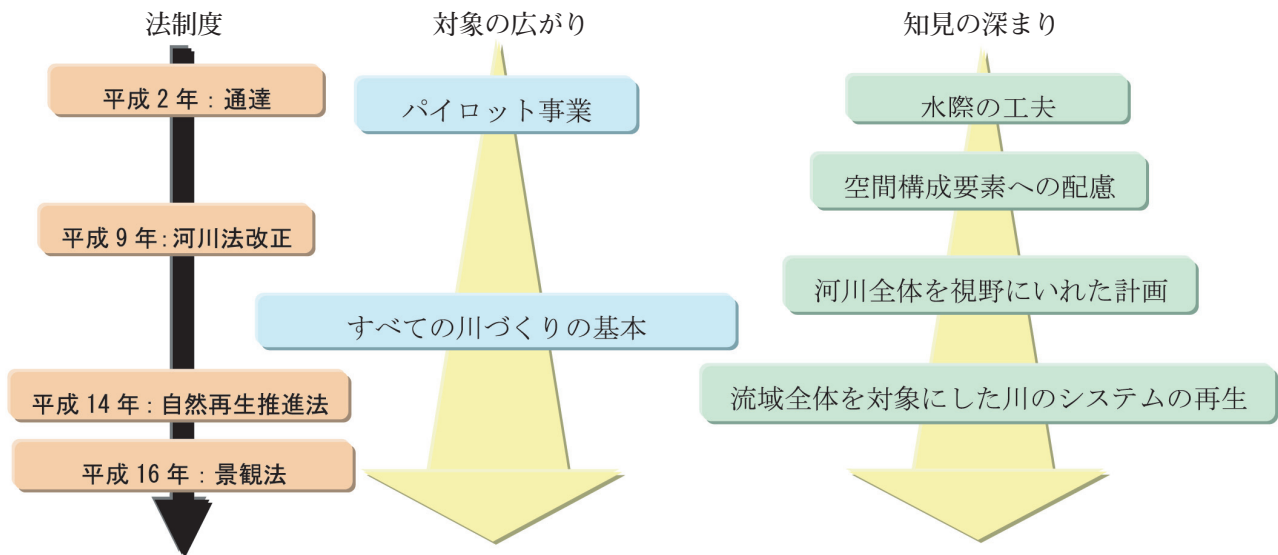 法制度
平成2年：通達
平成9年：河川法改正
平成14年：自然再生推進法
平成16年：景観法
対象の広がり
パイロット事業
すべての川づくりの基本
知見の深まり
水際の工夫
空間構成要素への配慮
河川全体を視野にいれた計画
流域全体を対象にした川のシステムの再生